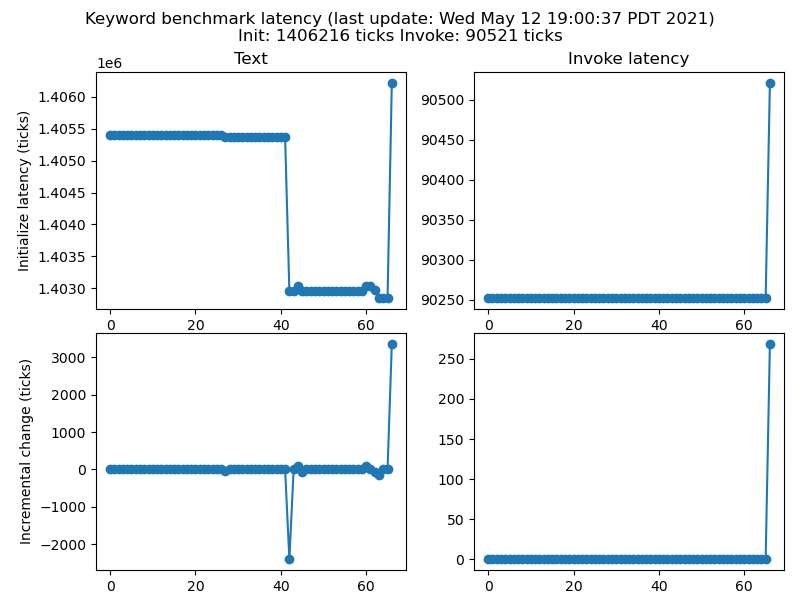 Keyword benchmark latency (last update: Wed May 12 19:00:37 PDT 2021)
Init: 1406216 ticks Invoke: 90521 ticks
Text
1e6
Initialize latency (ticks)
1.4060
1.4055
1.4050
1.4045
1.4040
1.4035
1.4030
0 20 40 60
Invoke latency
90500
90450
90400
90350
90300
90250
0 20 40 60
Incremental change (ticks)
3000
2000
1000
0
−1000
−2000
0 20 40 60
250
200
150
100
50
0
0 20 40 60